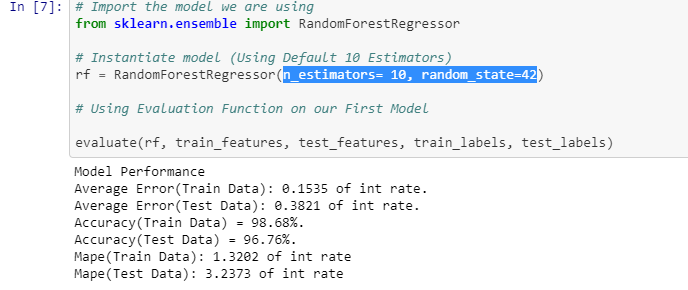 In [7]: # Import the model we are using
from sklearn.ensemble import RandomForestRegressor
# Instantiate model (Using Default 10 Estimators)
rf = RandomForestRegressor(n_estimators= 10, random_state=42)
# Using Evaluation Function on our First Model
evaluate(rf, train_features, test_features, train_labels, test_labels)
Model Performance
Average Error(Train Data): 0.1535 of int rate.
Average Error(Test Data): 0.3821 of int rate.
Accuracy(Train Data) = 98.68%.
Accuracy(Test Data) = 96.76%.
Mape(Train Data): 1.3202 of int rate
Mape(Test Data): 3.2373 of int rate